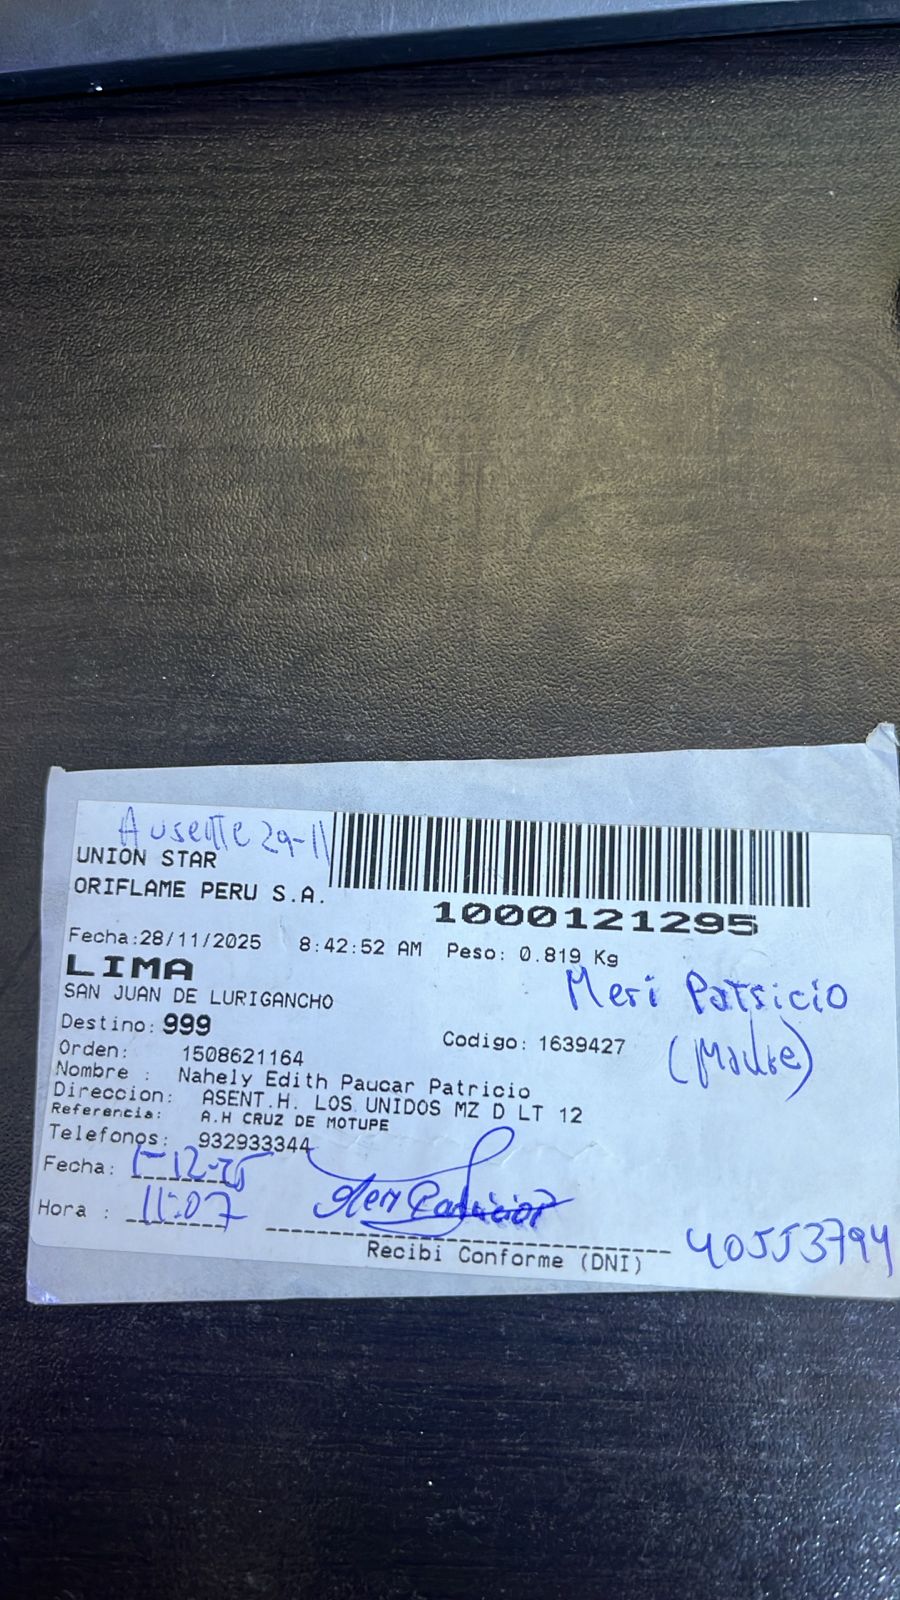 Ausente 29-11
UNION STAR
ORIFLAME PERU S.A.
1000121295
Fecha:28/11/2025 8:42:52 AM Peso: 0.819 Kg
LIMA
Meri Patricio
SAN JUAN DE LURIGANCHO
Destino: 999
Codigo: 1639427
(Madre)
Orden: 1508621164
Nombre : Nahely Edith Paucar Patricio
Direccion: ASENT.H. LOS UNIDOS MZ D LT 12
Referencia: A.H CRUZ DE MOTUPE
Telefonos: 932933344
Fecha: 1-12-25
Hora : 11:07
Meri Patricio
Recibi Conforme (DNI)
40553794